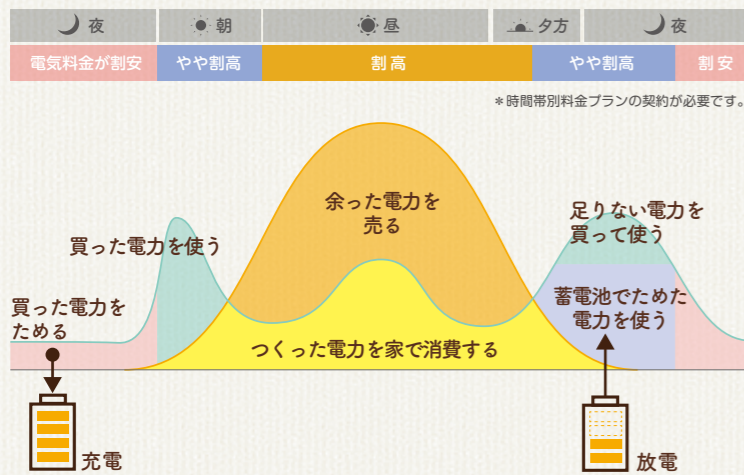 夜
朝
昼
夕方
夜
電気料金が割安
やや割高
割高
やや割高
割安
＊時間帯別料金プランの契約が必要です。
余った電力を
売る
足りない電力を
買って使う
買った電力を使う
買った電力を
ためる
蓄電池でためた
電力を使う
つくった電力を家で消費する
充電
放電